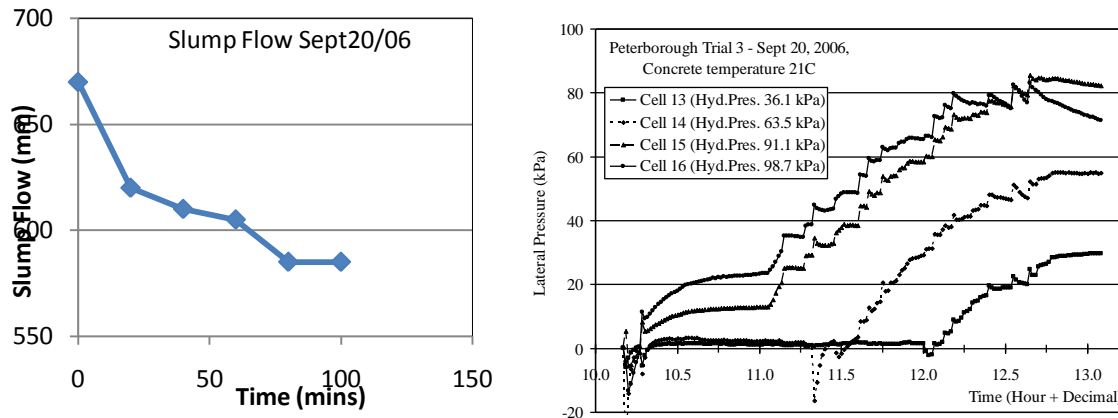 Slump Flow Sept20/06
Slump Flow (mm)
700
650
600
550
0
50
100
150
Time (mins)
Peterborough Trial 3 - Sept 20, 2006,
Concrete temperature 21C
Cell 13 (Hyd.Pres. 36.1 kPa)
Cell 14 (Hyd.Pres. 63.5 kPa)
Cell 15 (Hyd.Pres. 91.1 kPa)
Cell 16 (Hyd.Pres. 98.7 kPa)
Lateral Pressure (kPa)
100
80
60
40
20
0
-20
10.0
10.5
11.0
11.5
12.0
12.5
13.0
Time (Hour + Decimal